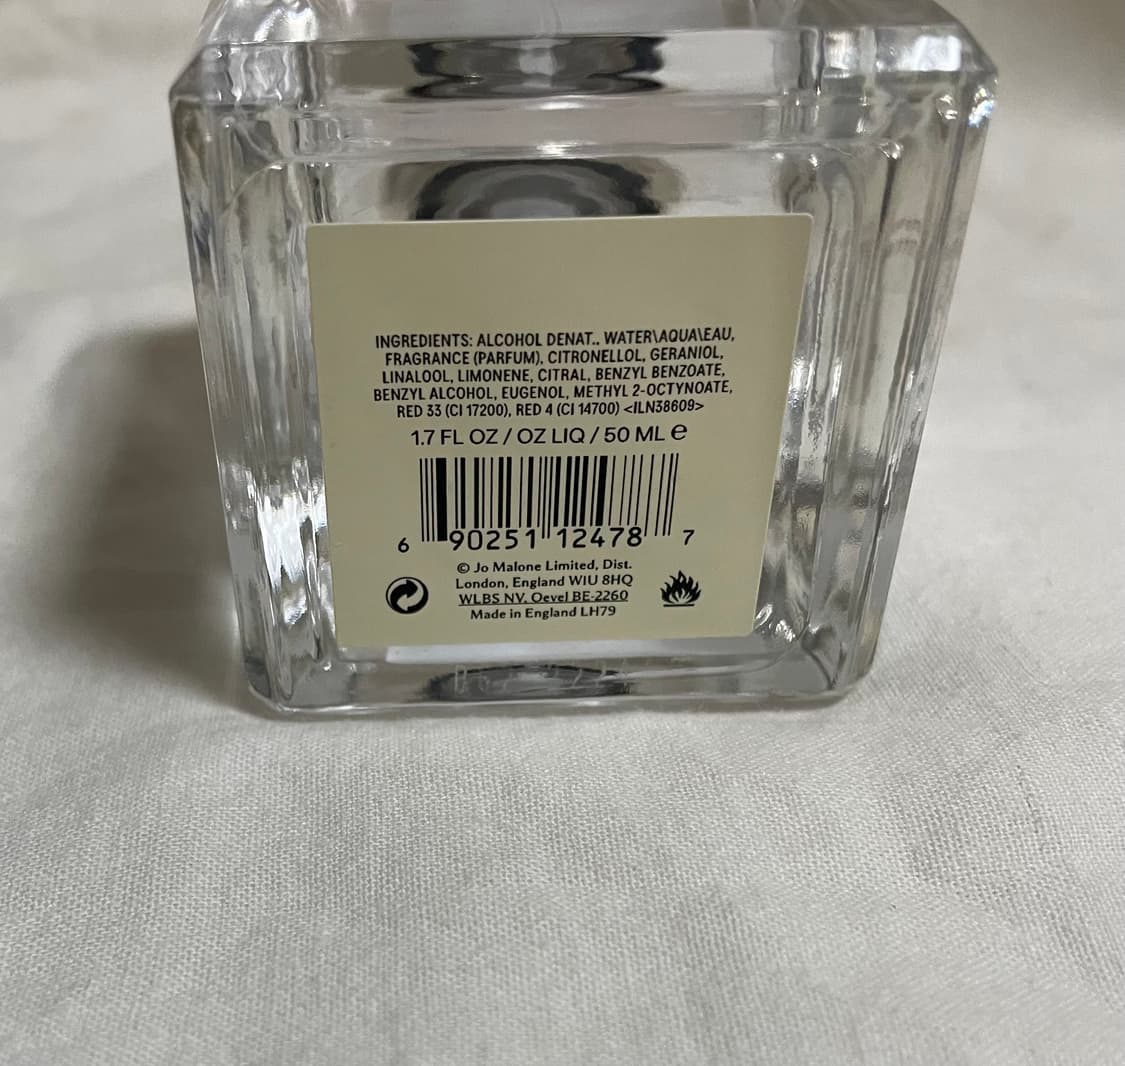 INGREDIENTS: ALCOHOL DENAT., WATER\AQUA\EAU,
FRAGRANCE (PARFUM), CITRONELLOL, GERANIOL,
LINALOOL, LIMONENE, CITRAL, BENZYL BENZOATE,
BENZYL ALCOHOL, EUGENOL, METHYL 2-OCTYNOATE,
RED 33 (CI 17200), RED 4 (CI 14700) <ILN38609>
1.7 FL OZ / OZ LIQ / 50 ML ℮
6 90251 12478 7
© Jo Malone Limited, Dist.
London, England W1U 8HQ
WLBS NV, Oevel BE-2260
Made in England LH79